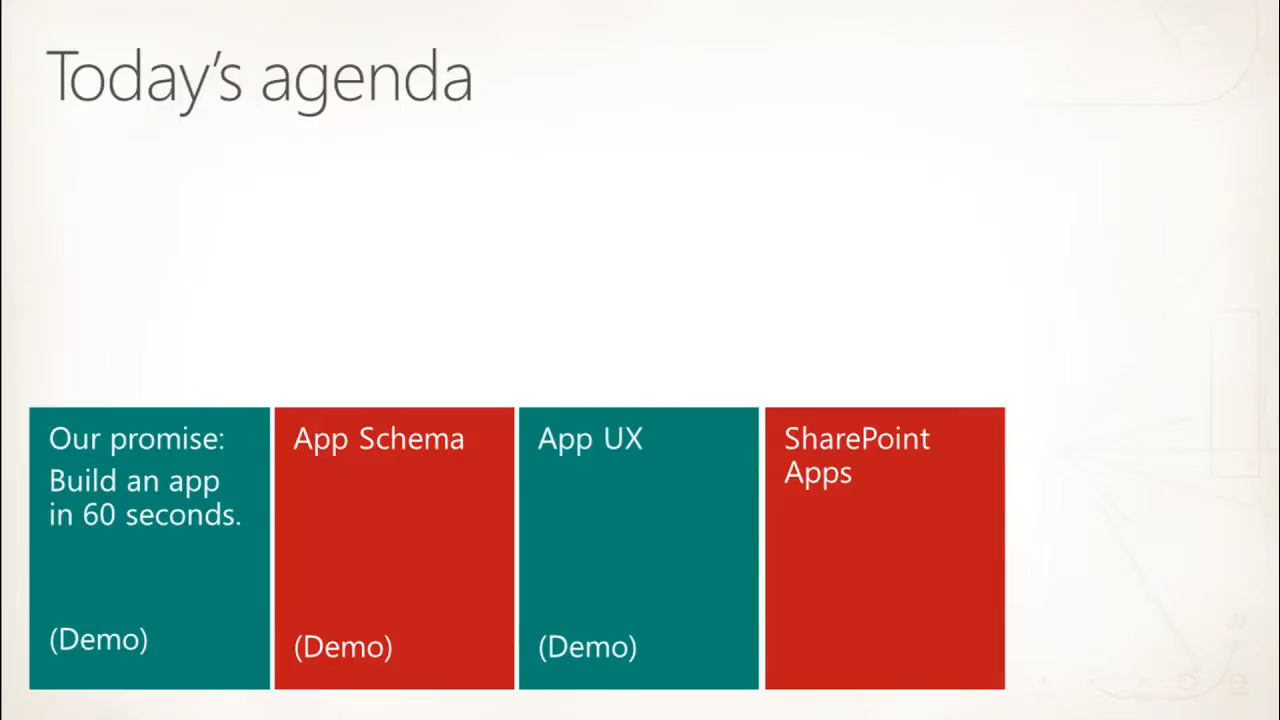 Today's agenda
Our promise:
Build an app
in 60 seconds.
(Demo)
App Schema
(Demo)
App UX
(Demo)
SharePoint
Apps